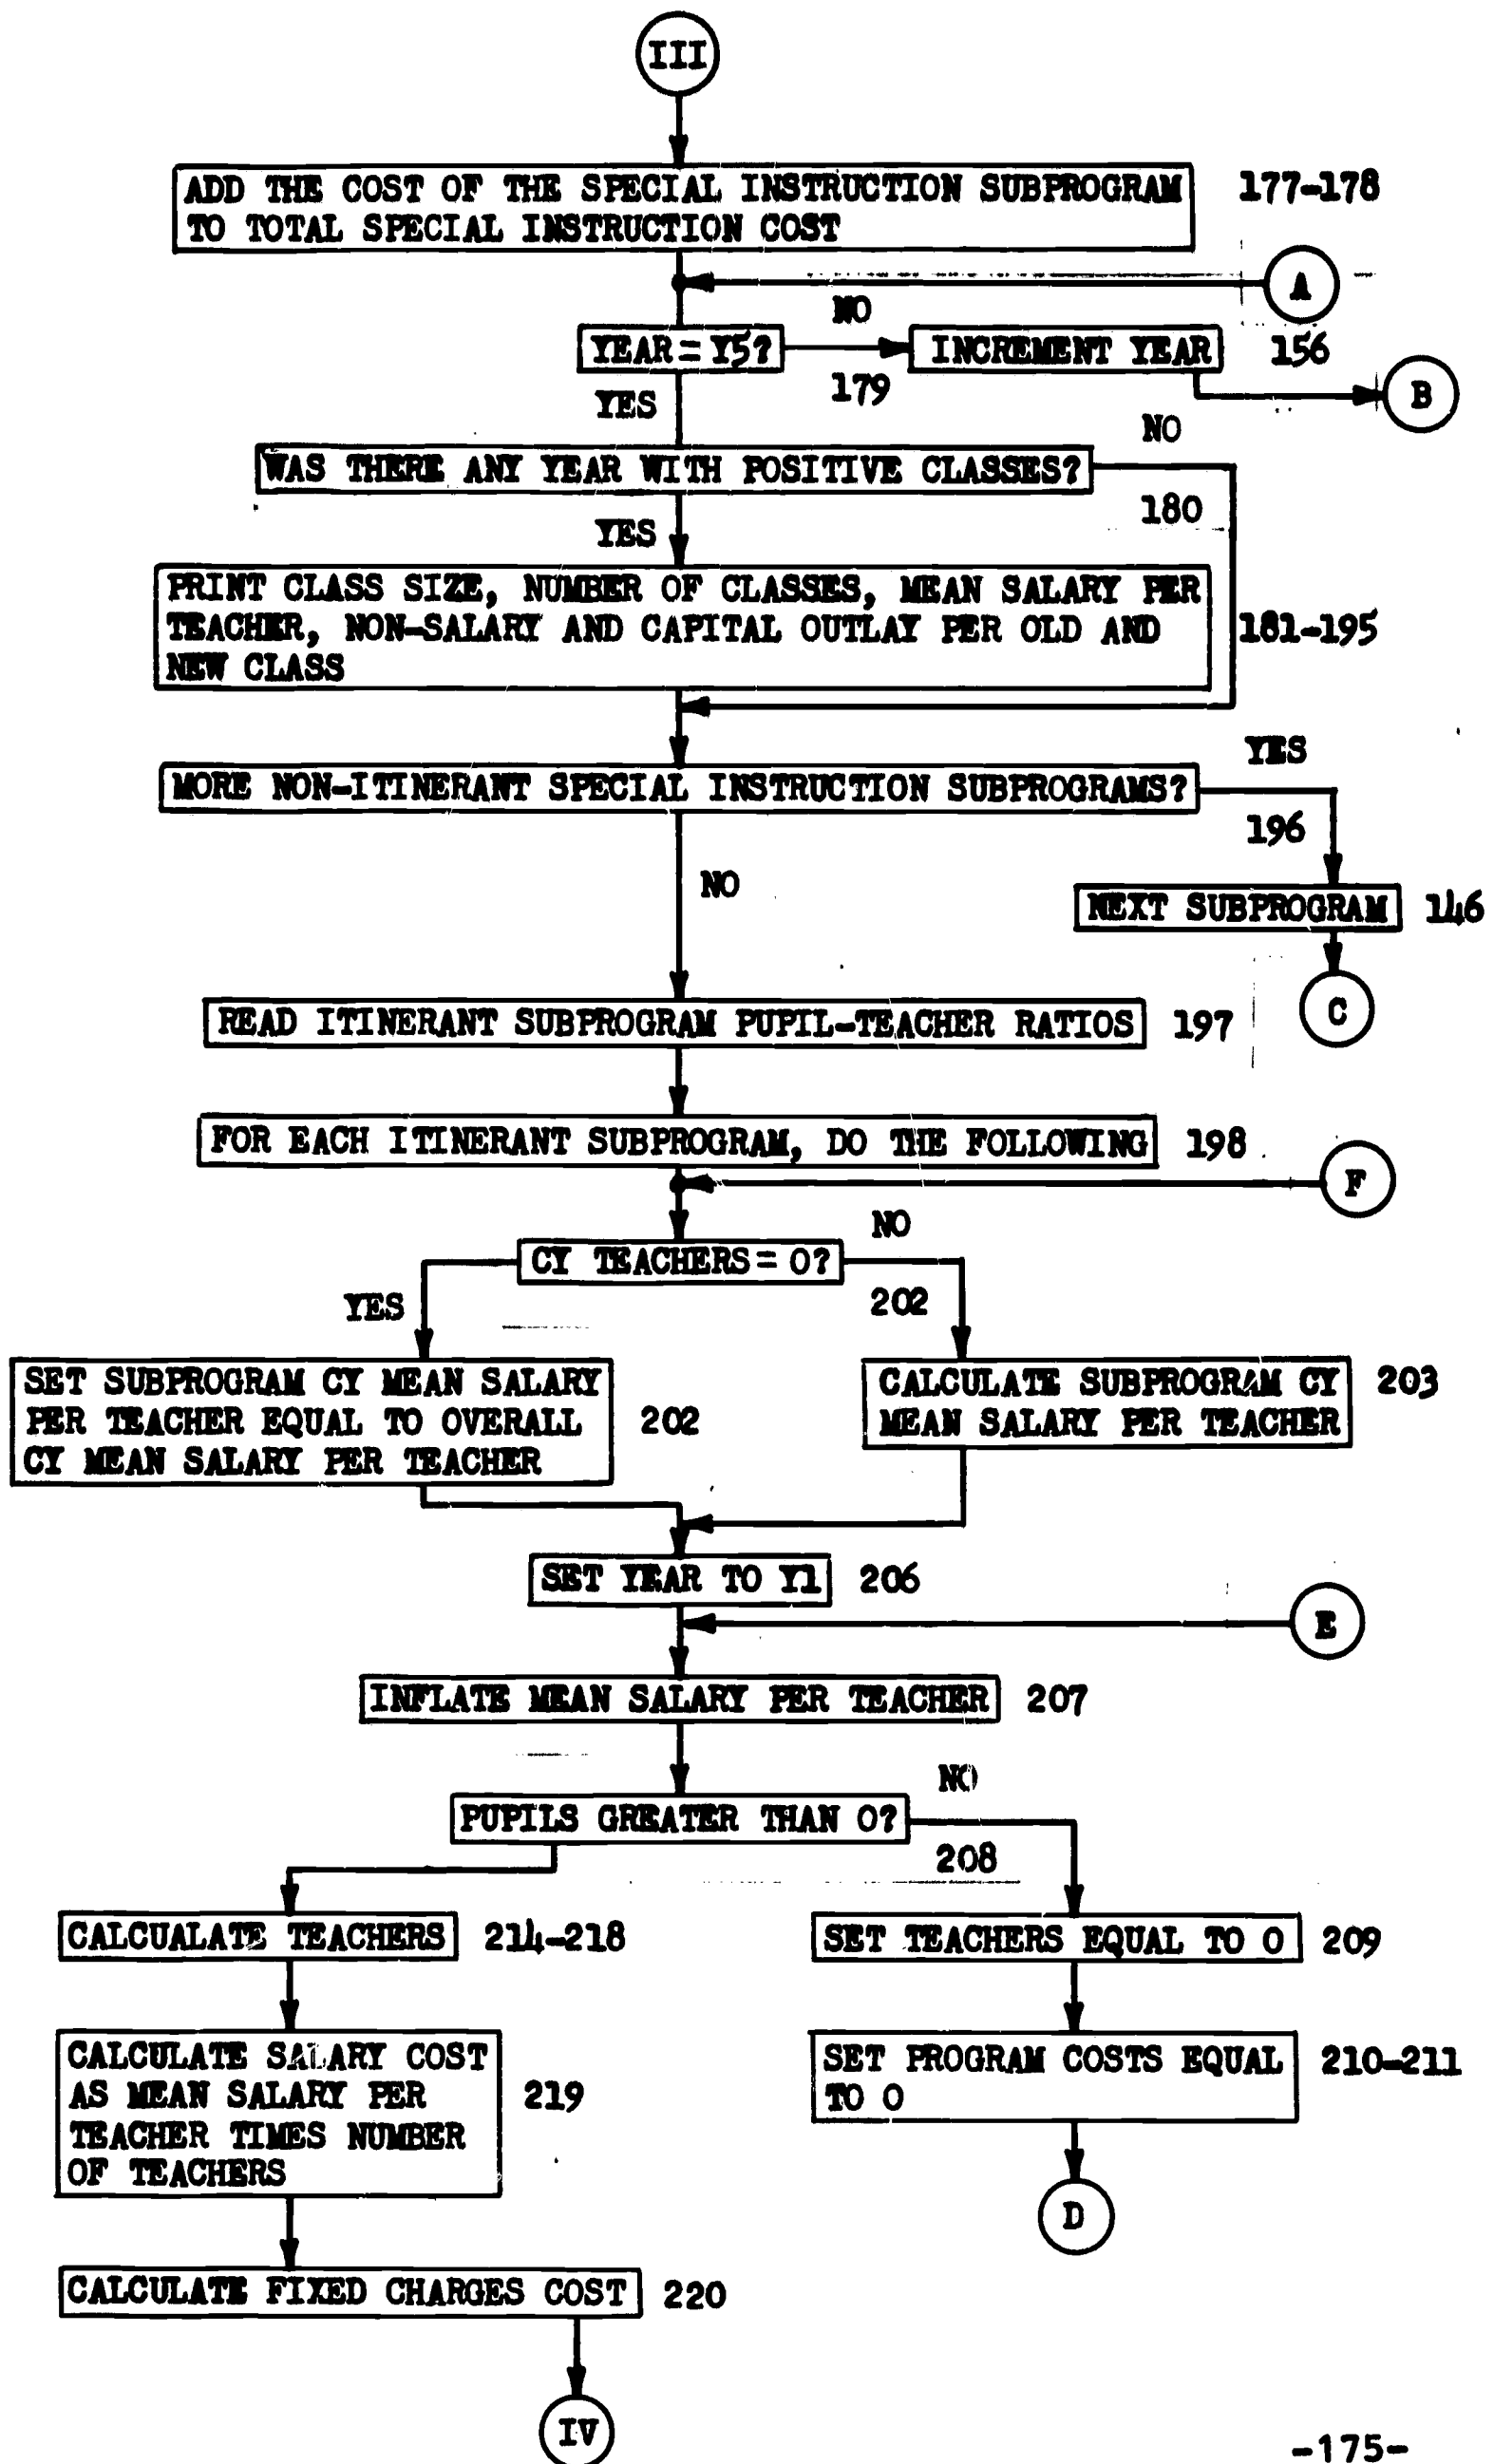 III
ADD THE COST OF THE SPECIAL INSTRUCTION SUBPROGRAM
TO TOTAL SPECIAL INSTRUCTION COST
177-178
A
NO
YEAR = Y5?
179
INCREMENT YEAR
156
B
YES
NO
WAS THERE ANY YEAR WITH POSITIVE CLASSES?
180
YES
PRINT CLASS SIZE, NUMBER OF CLASSES, MEAN SALARY PER
TEACHER, NON-SALARY AND CAPITAL OUTLAY PER OLD AND
NEW CLASS
181-195
YES
MORE NON-ITINERANT SPECIAL INSTRUCTION SUBPROGRAMS?
196
NO
NEXT SUBPROGRAM
146
C
READ ITINERANT SUBPROGRAM PUPIL-TEACHER RATIOS
197
FOR EACH ITINERANT SUBPROGRAM, DO THE FOLLOWING
198
F
NO
CY TEACHERS = 0?
202
YES
SET SUBPROGRAM CY MEAN SALARY
PER TEACHER EQUAL TO OVERALL
CY MEAN SALARY PER TEACHER
202
CALCULATE SUBPROGRAM CY
MEAN SALARY PER TEACHER
203
SET YEAR TO Y1
206
E
INFLATE MEAN SALARY PER TEACHER
207
NO
PUPILS GREATER THAN 0?
208
CALCUALATE TEACHERS
214-218
SET TEACHERS EQUAL TO 0
209
CALCULATE SALARY COST
AS MEAN SALARY PER
TEACHER TIMES NUMBER
OF TEACHERS
219
SET PROGRAM COSTS EQUAL
TO 0
210-211
D
CALCULATE FIXED CHARGES COST
220
IV
-175-